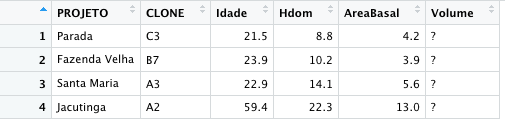 PROJETO CLONE Idade Hdom AreaBasal Volume
1 Parada C3 21.5 8.8 4.2 ?
2 Fazenda Velha B7 23.9 10.2 3.9 ?
3 Santa Maria A3 22.9 14.1 5.6 ?
4 Jacutinga A2 59.4 22.3 13.0 ?